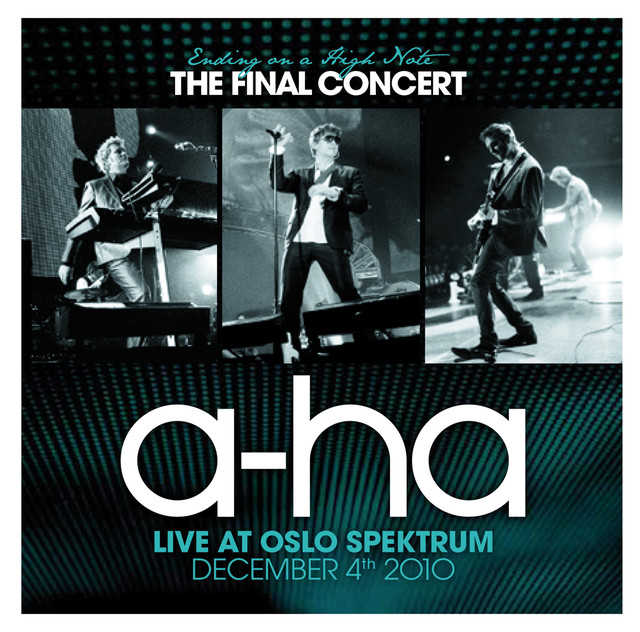 Ending on a High Note
THE FINAL CONCERT
a-ha
LIVE AT OSLO SPEKTRUM
DECEMBER 4th 2010